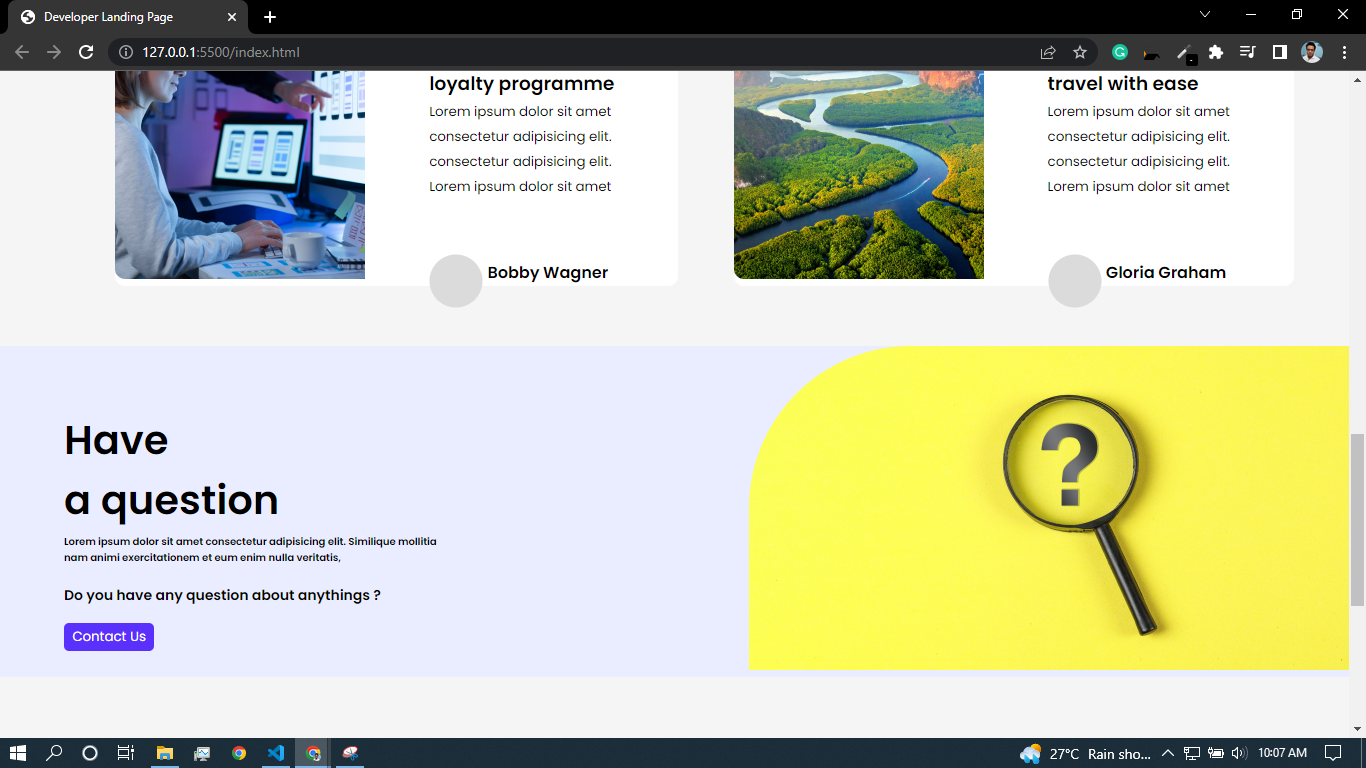 Developer Landing Page
127.0.0.1:5500/index.html
loyalty programme
Lorem ipsum dolor sit amet
consectetur adipisicing elit.
consectetur adipisicing elit.
Lorem ipsum dolor sit amet
Bobby Wagner
travel with ease
Lorem ipsum dolor sit amet
consectetur adipisicing elit.
consectetur adipisicing elit.
Lorem ipsum dolor sit amet
Gloria Graham
Have
a question
Lorem ipsum dolor sit amet consectetur adipisicing elit. Similique mollitia
nam animi exercitationem et eum enim nulla veritatis,
Do you have any question about anythings ?
Contact Us
?
27°C Rain sho...
10:07 AM